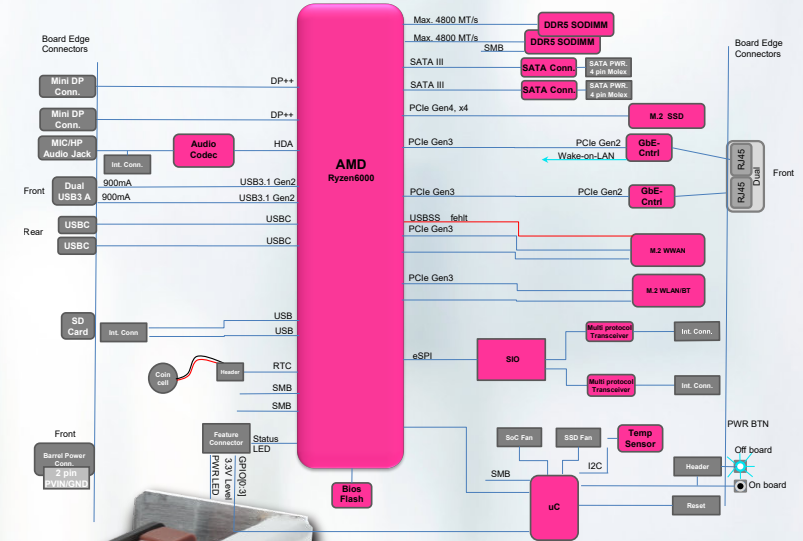 Board Edge
Connectors
Mini DP
Conn.
DP++
Mini DP
Conn.
DP++
MIC/HP
Audio Jack
Int. Conn.
Audio
Codec
HDA
Front
Dual
USB3 A
900mA
900mA
USB3.1 Gen2
USB3.1 Gen2
Rear
USBC
USBC
USBC
USBC
SD
Card
Int. Conn
USB
USB
Coin
cell
Header
RTC
SMB
SMB
Front
Barrel Power
Conn.
2 pin
PVIN/GND
Feature
Connector
Status
LED
PWR LED
3.3V Level
GPIO[0:3]
AMD
Ryzen6000
Bios
Flash
Max. 4800 MT/s
DDR5 SODIMM
Max. 4800 MT/s
SMB
DDR5 SODIMM
SATA III
SATA Conn.
SATA PWR.
4 pin Molex
SATA III
SATA Conn.
SATA PWR.
4 pin Molex
PCIe Gen4, x4
M.2 SSD
PCIe Gen3
PCIe Gen2
Wake-on-LAN
GbE-
Cntrl
PCIe Gen3
PCIe Gen2
GbE-
Cntrl
Board Edge
Connectors
RJ45
RJ45
Dual
Front
USBSS fehlt
PCIe Gen3
M.2 WWAN
PCIe Gen3
M.2 WLAN/BT
eSPI
SIO
Multi protocol
Transceiver
Int. Conn.
Multi protocol
Transceiver
Int. Conn.
SoC Fan
SSD Fan
Temp
Sensor
I2C
SMB
uC
PWR BTN
Off board
Header
On board
Reset